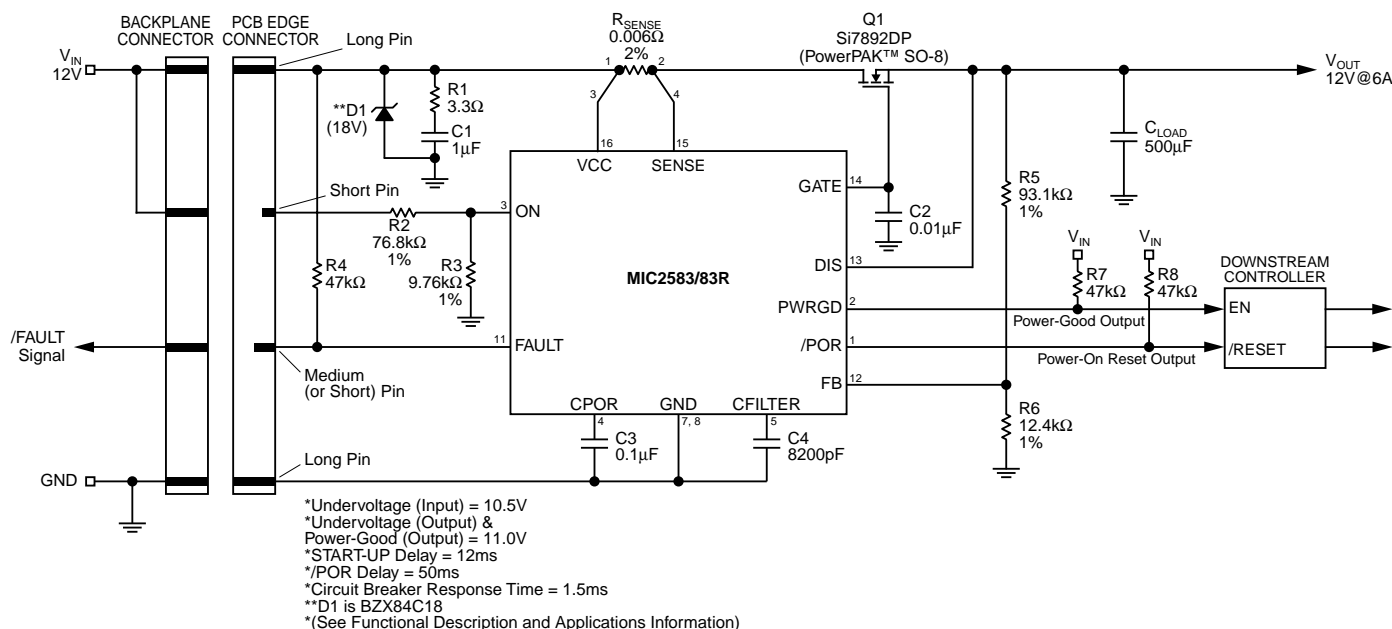 BACKPLANE
CONNECTOR
PCB EDGE
CONNECTOR
Long Pin
RSENSE
0.006Ω
2%
Q1
Si7892DP
(PowerPAK™ SO-8)
VIN
12V
1
2
3
4
VOUT
12V@6A
**D1
(18V)
R1
3.3Ω
C1
1µF
16
VCC
15
SENSE
CLOAD
500µF
Short Pin
GATE
14
R5
93.1kΩ
1%
3
ON
R2
76.8kΩ
1%
C2
0.01µF
R3
9.76kΩ
1%
R4
47kΩ
MIC2583/83R
DIS
13
VIN
VIN
R7
47kΩ
R8
47kΩ
DOWNSTREAM
CONTROLLER
PWRGD
2
Power-Good Output
EN
/FAULT
Signal
11
FAULT
/POR
1
Power-On Reset Output
/RESET
Medium
(or Short) Pin
FB
12
CPOR
4
GND
7, 8
CFILTER
5
R6
12.4kΩ
1%
C3
0.1µF
C4
8200pF
Long Pin
GND
*Undervoltage (Input) = 10.5V
*Undervoltage (Output) &
Power-Good (Output) = 11.0V
*START-UP Delay = 12ms
*/POR Delay = 50ms
*Circuit Breaker Response Time = 1.5ms
**D1 is BZX84C18
*(See Functional Description and Applications Information)